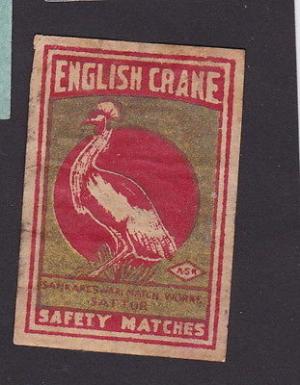 ENGLISH CRANE
ASR
SANKARESWARI MATCH WORKS
SATTUR
SAFETY MATCHES